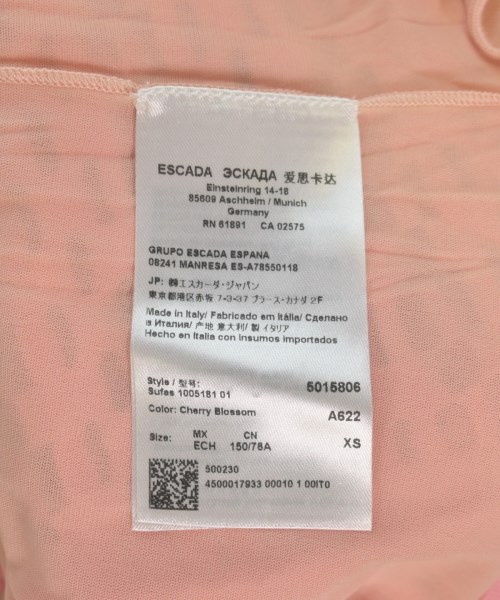 ESCADA ЭСКАДА 爱思卡达
Einsteinring 14-18
85609 Aschheim / Munich
Germany
RN 61891 CA 02575
GRUPO ESCADA ESPANA
08241 MANRESA ES-A78550118
JP: ㈱エスカーダ・ジャパン
東京都港区赤坂 7-3-37 プラース・カナダ 2F
Made in Italy/ Fabricado em Itália/ Сделано
в Италии/ 产地 意大利/ 製 イタリア
Hecho en Italia con insumos importados
Style / 型号:
5015806
Sufas 1005181 01
Color: Cherry Blossom A622
Size: MX CN XS
ECH 150/76A
500230
4500017933 00010 1 00IT0